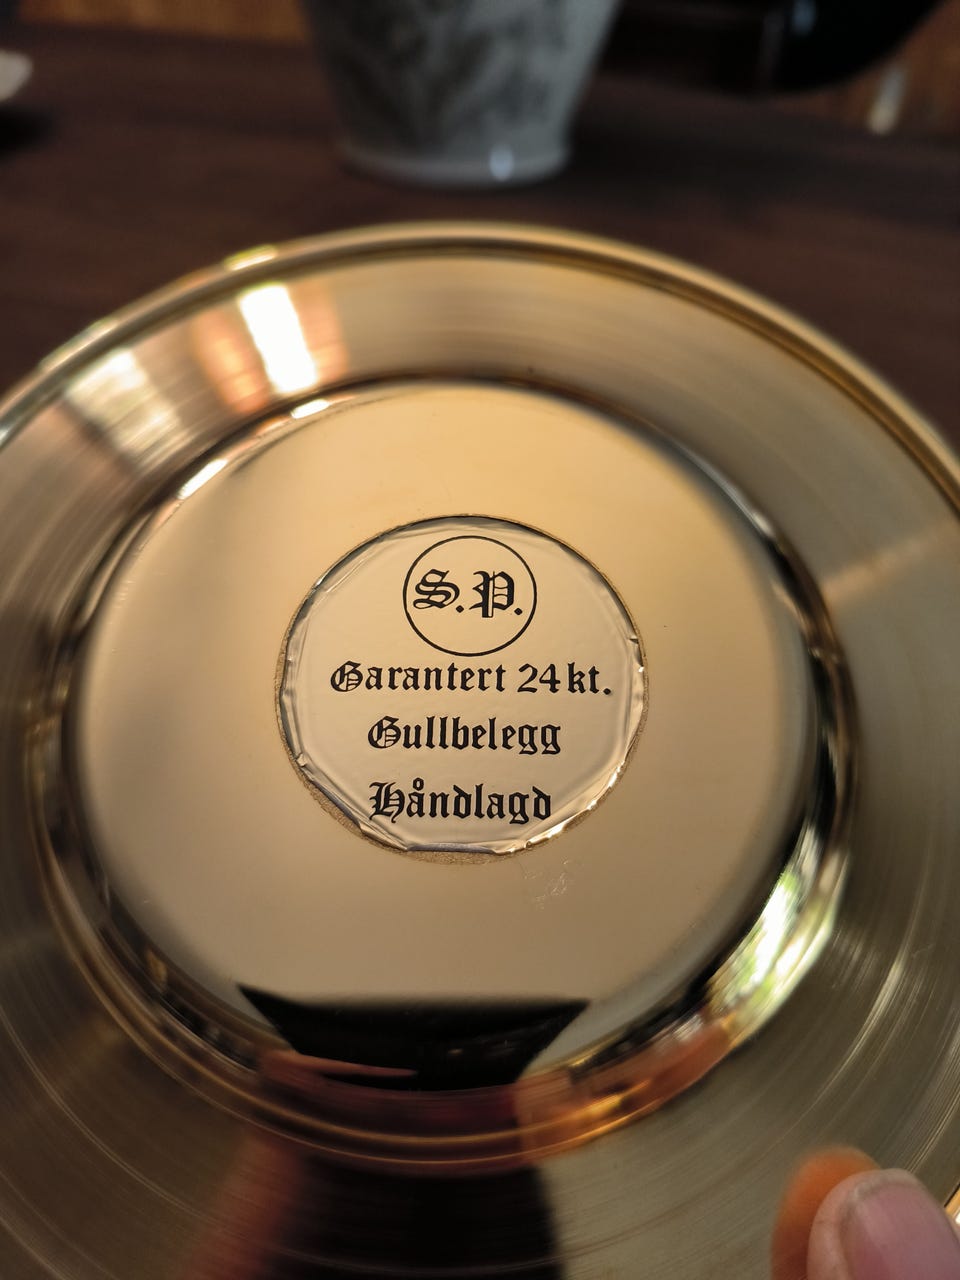 S.P.
Garantert 24 kt.
Gullbelegg
Håndlagd